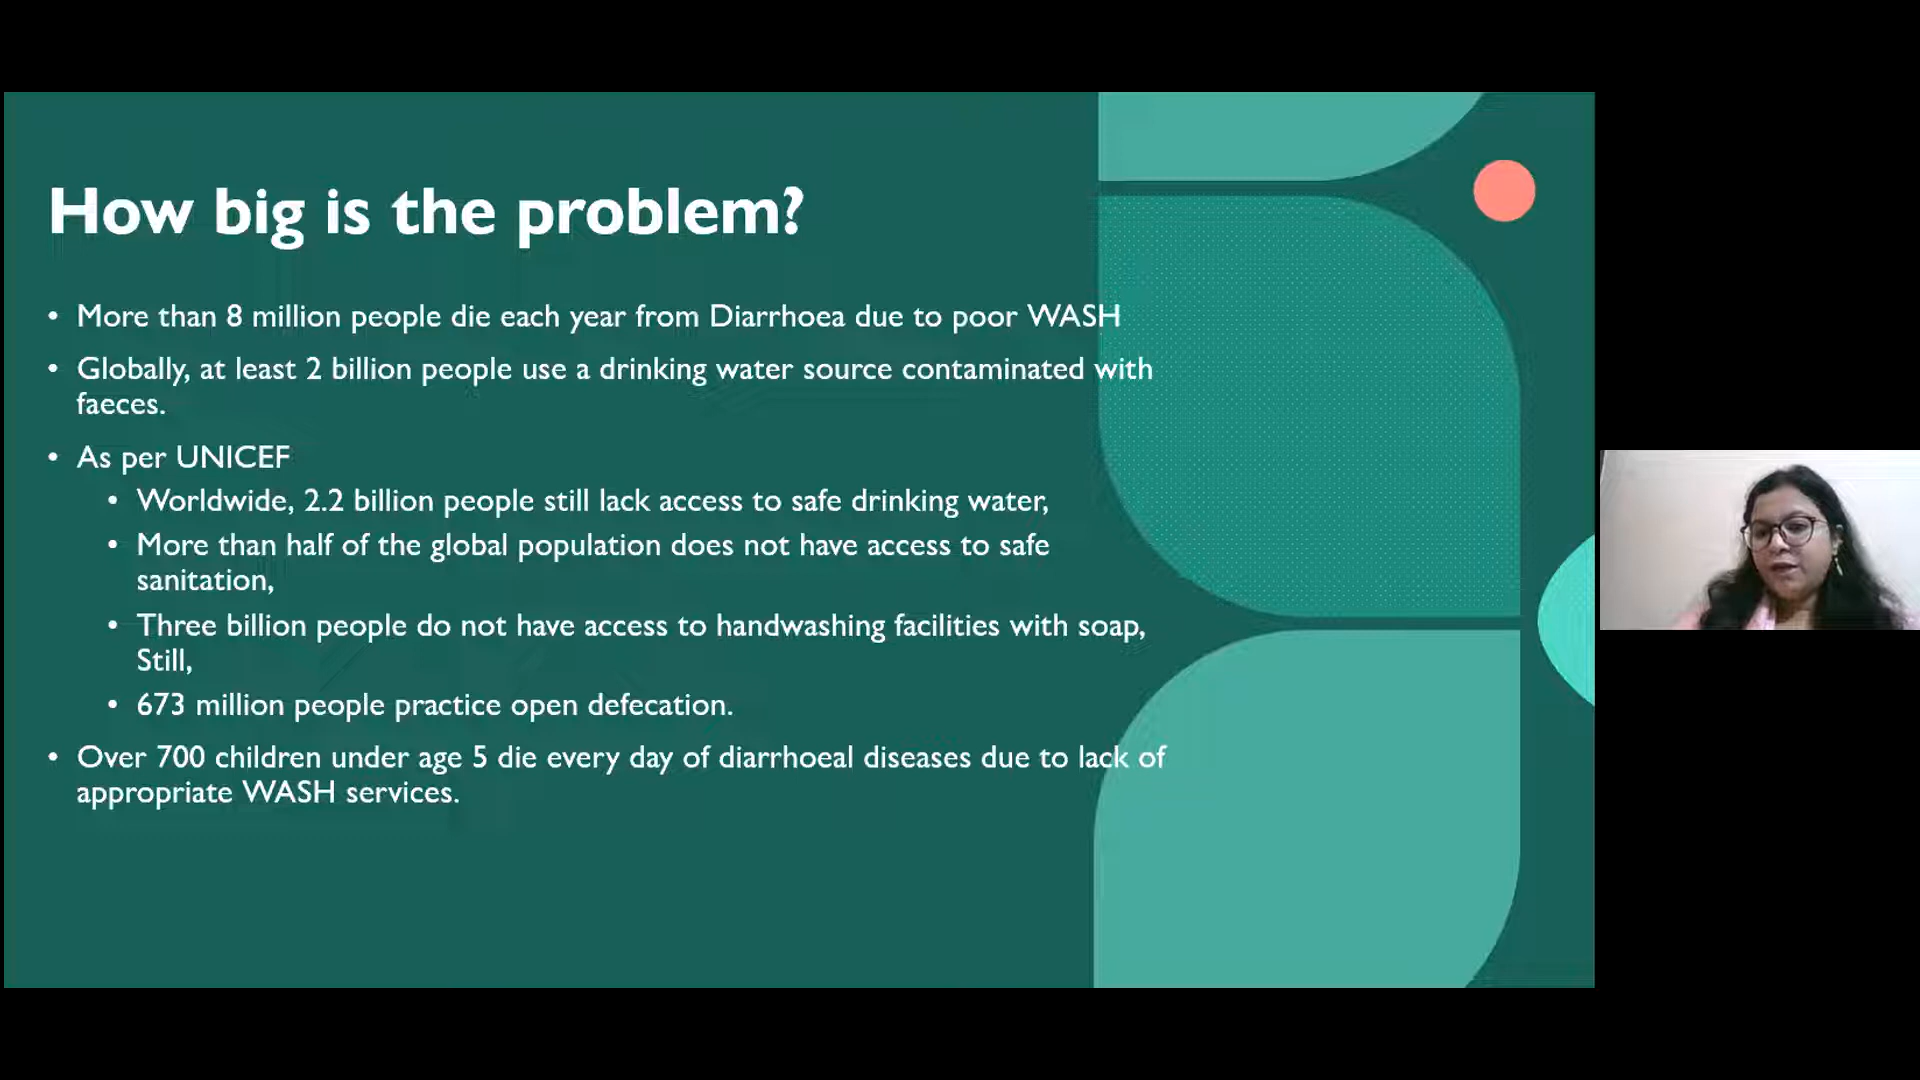 How big is the problem?
• More than 8 million people die each year from Diarrhoea due to poor WASH
• Globally, at least 2 billion people use a drinking water source contaminated with
faeces.
• As per UNICEF
• Worldwide, 2.2 billion people still lack access to safe drinking water,
• More than half of the global population does not have access to safe
sanitation,
• Three billion people do not have access to handwashing facilities with soap,
Still,
• 673 million people practice open defecation.
• Over 700 children under age 5 die every day of diarrhoeal diseases due to lack of
appropriate WASH services.